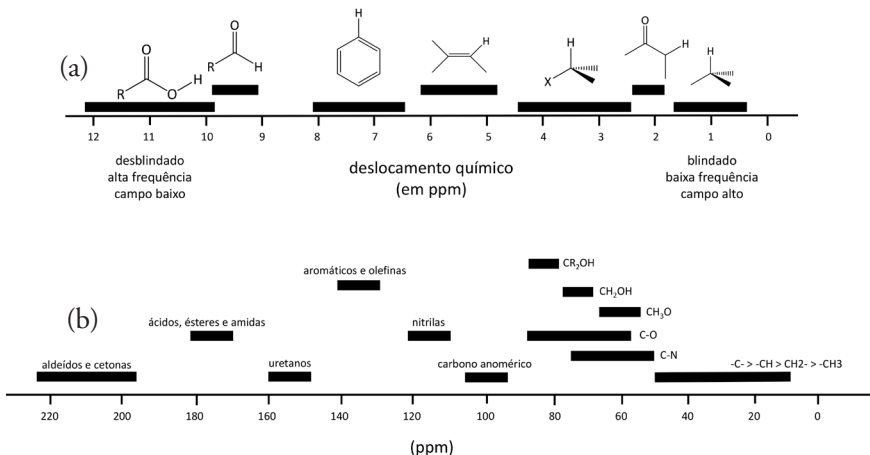 (a)
O
R
O
H
O
R
H
H
H
H
X
O
H
H
12 11 10 9 8 7 6 5 4 3 2 1 0
desblindado
alta frequência
campo baixo
deslocamento químico
(em ppm)
blindado
baixa frequência
campo alto
(b)
CR₂OH
aromáticos e olefinas
CH₂OH
CH₃O
ácidos, ésteres e amidas
nitrilas
C-O
C-N
aldeídos e cetonas
uretanos
carbono anomérico
-C- > -CH > CH2- > -CH3
220 200 180 160 140 120 100 80 60 40 20 0
(ppm)